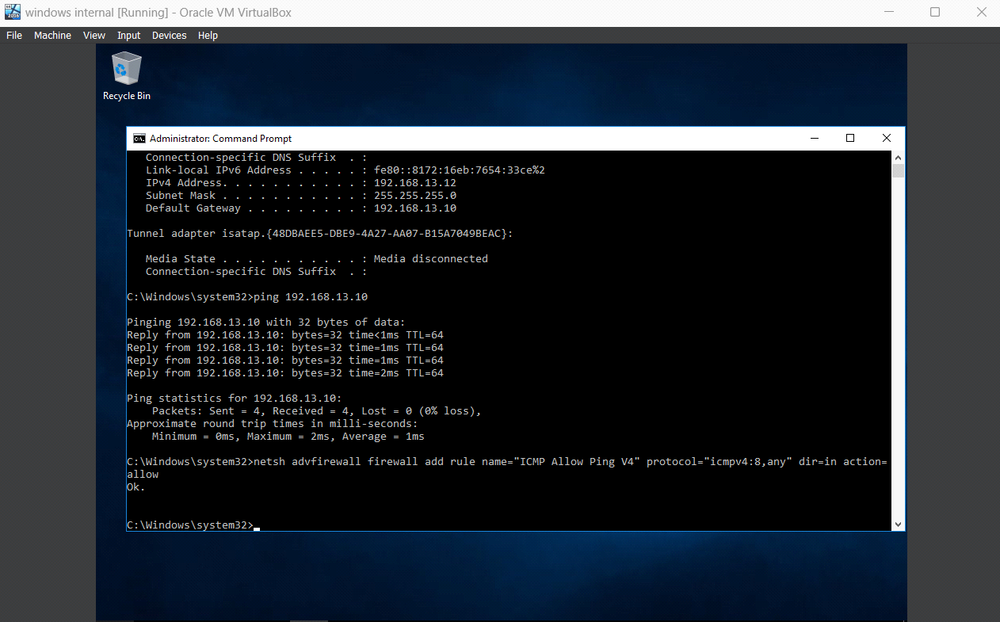 windows internal [Running] - Oracle VM VirtualBox
File Machine View Input Devices Help
Recycle Bin
Administrator: Command Prompt
Connection-specific DNS Suffix  . :
Link-local IPv6 Address . . . . . : fe80::8172:16eb:7654:33ce%2
IPv4 Address. . . . . . . . . . . : 192.168.13.12
Subnet Mask . . . . . . . . . . . : 255.255.255.0
Default Gateway . . . . . . . . . : 192.168.13.10
Tunnel adapter isatap.{48DBAEE5-DBE9-4A27-AA07-B15A7049BEAC}:
Media State . . . . . . . . . . . : Media disconnected
Connection-specific DNS Suffix  . :
C:\Windows\system32>ping 192.168.13.10
Pinging 192.168.13.10 with 32 bytes of data:
Reply from 192.168.13.10: bytes=32 time<1ms TTL=64
Reply from 192.168.13.10: bytes=32 time=1ms TTL=64
Reply from 192.168.13.10: bytes=32 time=1ms TTL=64
Reply from 192.168.13.10: bytes=32 time=2ms TTL=64
Ping statistics for 192.168.13.10:
Packets: Sent = 4, Received = 4, Lost = 0 (0% loss),
Approximate round trip times in milli-seconds:
Minimum = 0ms, Maximum = 2ms, Average = 1ms
C:\Windows\system32>netsh advfirewall firewall add rule name="ICMP Allow Ping V4" protocol="icmpv4:8,any" dir=in action=
allow
Ok.
C:\Windows\system32>